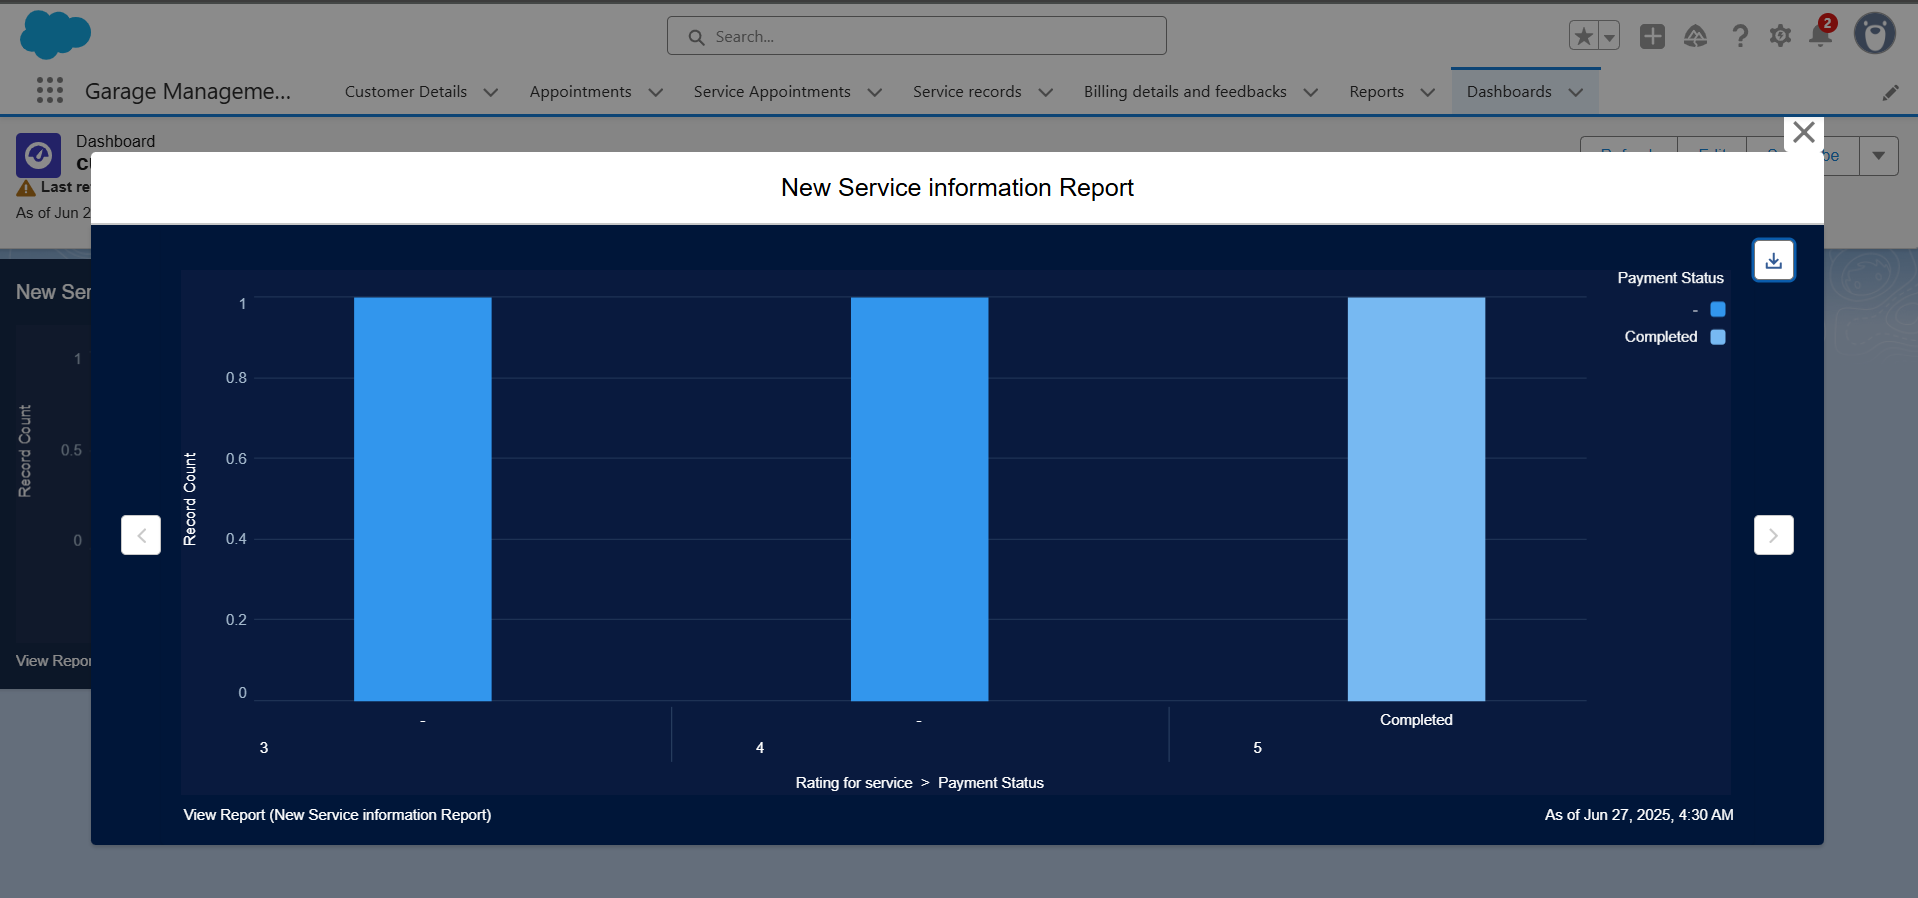 Search...
2
Garage Manageme...
Customer Details
Appointments
Service Appointments
Service records
Billing details and feedbacks
Reports
Dashboards
Dashboard
Last re
As of Jun 2
New Service information Report
New Ser
1
Record Count
0.5
0
View Repor
Payment Status
-
Completed
1
0.8
0.6
Record Count
0.4
0.2
0
- - Completed
3 4 5
Rating for service > Payment Status
View Report (New Service information Report)
As of Jun 27, 2025, 4:30 AM